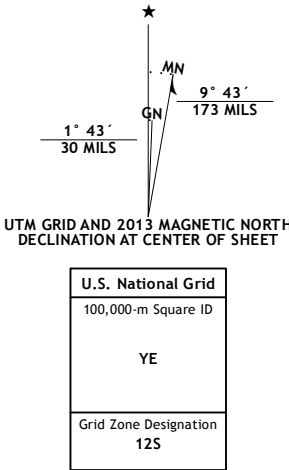 MN
GN
9° 43´
173 MILS
1° 43´
30 MILS
UTM GRID AND 2013 MAGNETIC NORTH
DECLINATION AT CENTER OF SHEET
U.S. National Grid
100,000-m Square ID
YE
Grid Zone Designation
12S